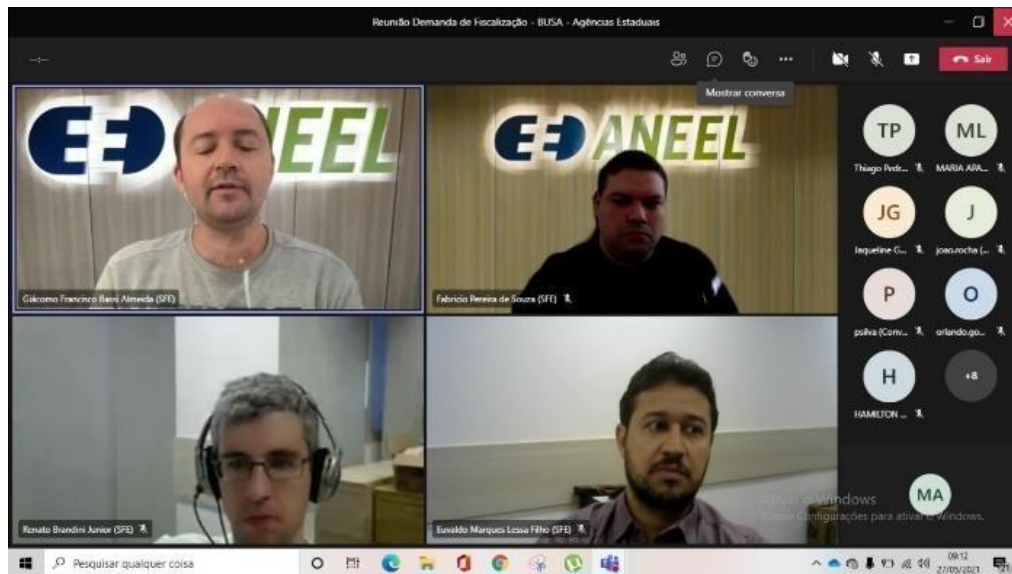 Reunião Demanda de Fiscalização - BUSA - Agências Estaduais
--:--
Sair
Mostrar conversa
ANEEL
TP
ML
Thiago Pedr...
MARIA APA...
JG
J
Jaqueline G...
joao.rocha (...
P
O
psilva (Conv...
orlando.go...
H
+8
HAMILTON ...
Giácomo Francisco Bassi Almeida (SFE)
Fabricio Pereira de Souza (SFE)
Renato Brandini Junior (SFE)
Euvaldo Marques Lessa Filho (SFE)
MA
Ativar o Windows
Configurações para ativar o Windows.
Pesquisar qualquer coisa
09:12
27/05/2021